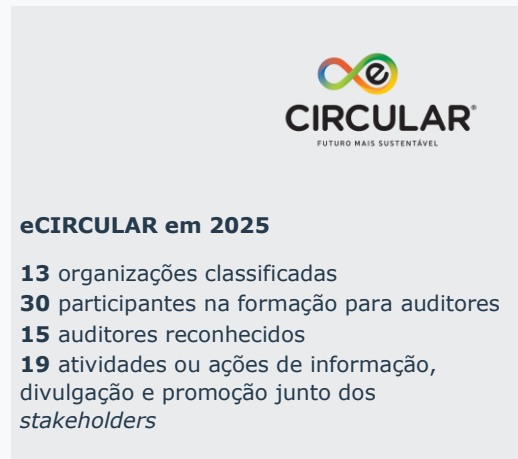 e
CIRCULAR®
FUTURO MAIS SUSTENTÁVEL
eCIRCULAR em 2025
13 organizações classificadas
30 participantes na formação para auditores
15 auditores reconhecidos
19 atividades ou ações de informação,
divulgação e promoção junto dos
stakeholders